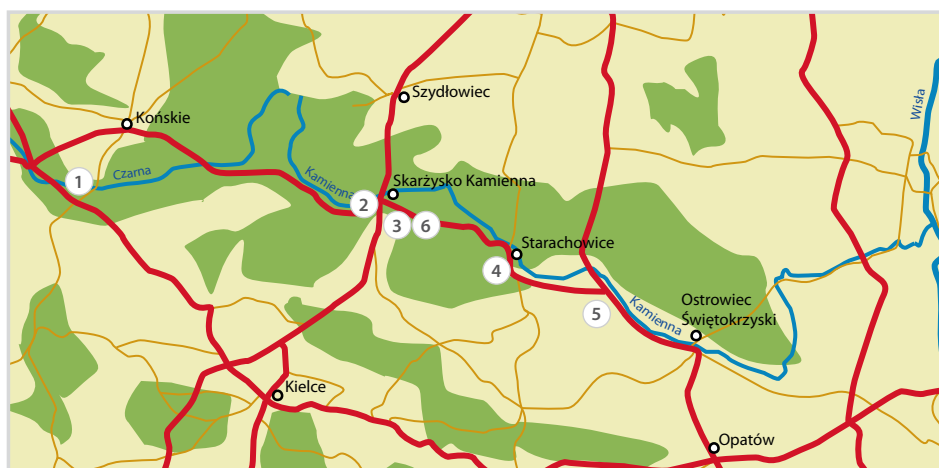 Szydłowiec
Wisła
Końskie
Czarna
1
Kamienna
Skarżysko Kamienna
2
3
6
Starachowice
4
5
Kamienna
Ostrowiec
Świętokrzyski
Kielce
Opatów